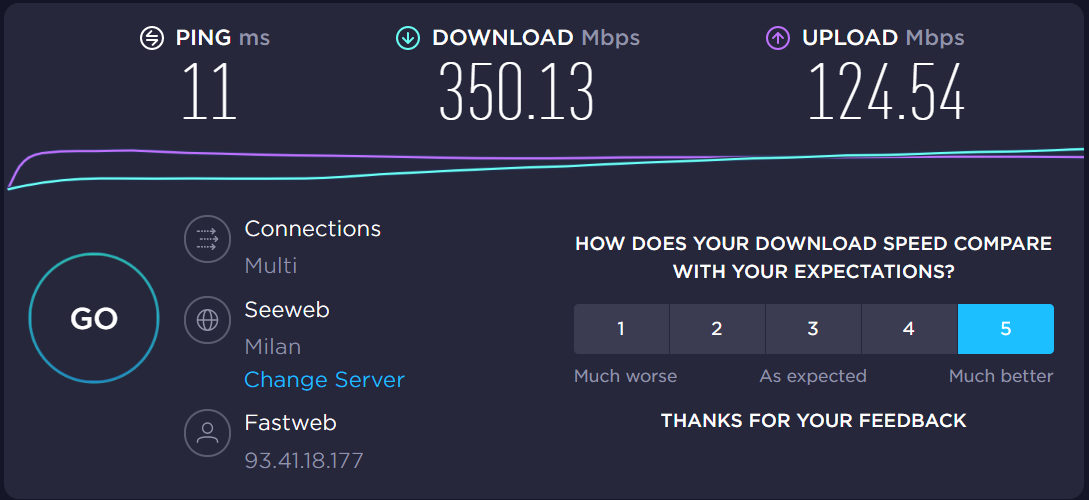 PING ms
DOWNLOAD Mbps
UPLOAD Mbps
11
350.13
124.54
GO
Connections
Multi
Seeweb
Milan
Change Server
Fastweb
93.41.18.177
HOW DOES YOUR DOWNLOAD SPEED COMPARE
WITH YOUR EXPECTATIONS?
1 2 3 4 5
Much worse As expected Much better
THANKS FOR YOUR FEEDBACK